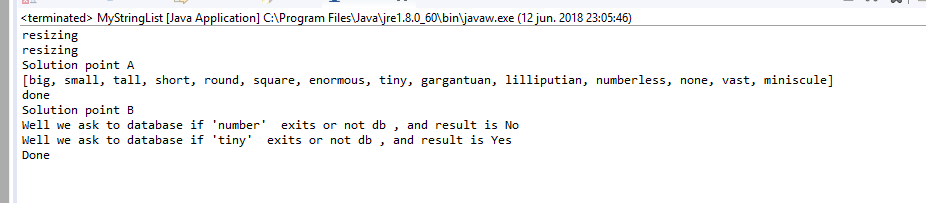 <terminated> MyStringList [Java Application] C:\Program Files\Java\jre1.8.0_60\bin\javaw.exe (12 jun. 2018 23:05:46)
resizing
resizing
Solution point A
[big, small, tall, short, round, square, enormous, tiny, gargantuan, lilliputian, numberless, none, vast, miniscule]
done
Solution point B
Well we ask to database if 'number'  exits or not db , and result is No
Well we ask to database if 'tiny'  exits or not db , and result is Yes
Done